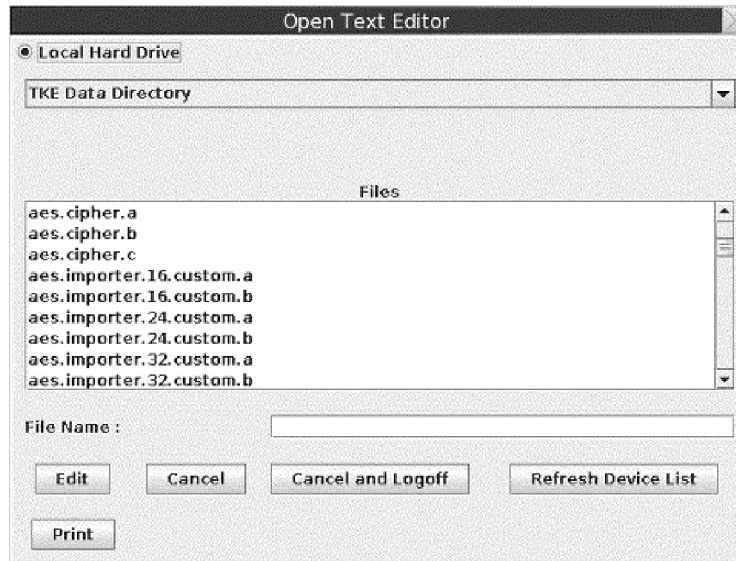 Open Text Editor
Local Hard Drive
TKE Data Directory
Files
aes.cipher.a
aes.cipher.b
aes.cipher.c
aes.importer.16.custom.a
aes.importer.16.custom.b
aes.importer.24.custom.a
aes.importer.24.custom.b
aes.importer.32.custom.a
aes.importer.32.custom.b
File Name :
Edit Cancel Cancel and Logoff Refresh Device List
Print